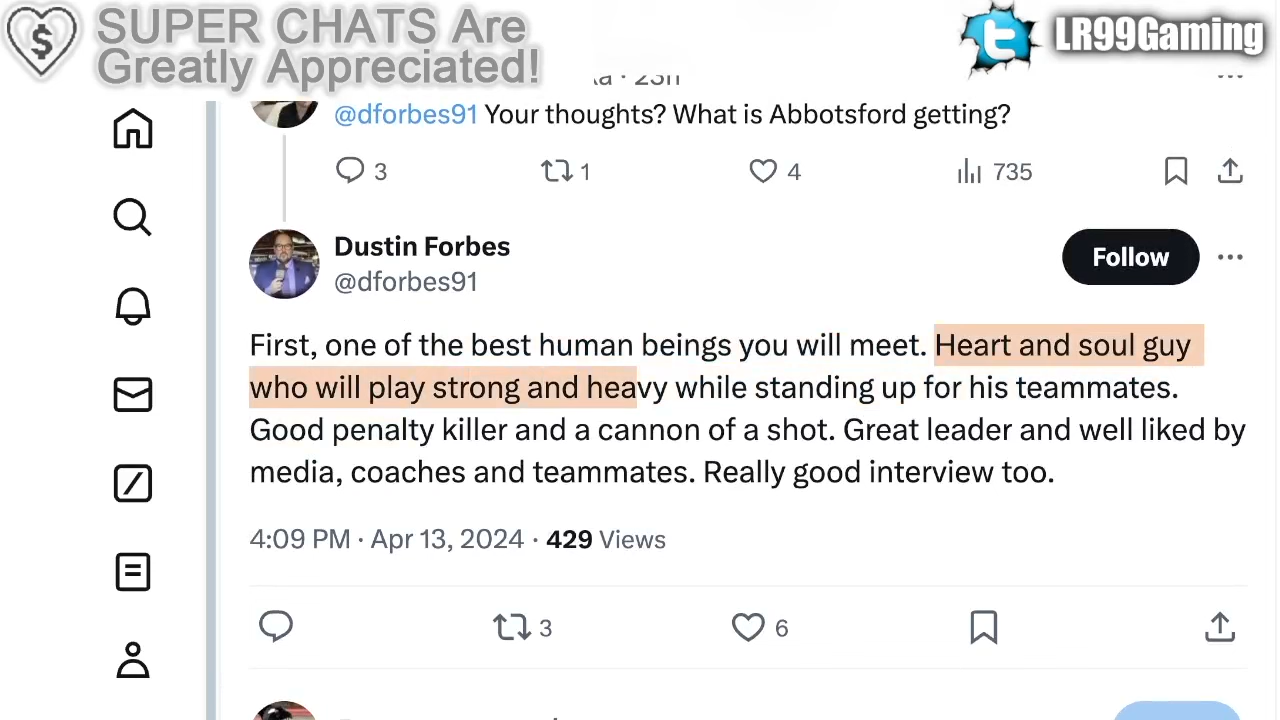 SUPER CHATS Are
Greatly Appreciated!
LR99Gaming
· 23h
@dforbes91 Your thoughts? What is Abbotsford getting?
3 1 4 735
Dustin Forbes
@dforbes91
Follow
First, one of the best human beings you will meet. Heart and soul guy
who will play strong and heavy while standing up for his teammates.
Good penalty killer and a cannon of a shot. Great leader and well liked by
media, coaches and teammates. Really good interview too.
4:09 PM · Apr 13, 2024 · 429 Views
3 6